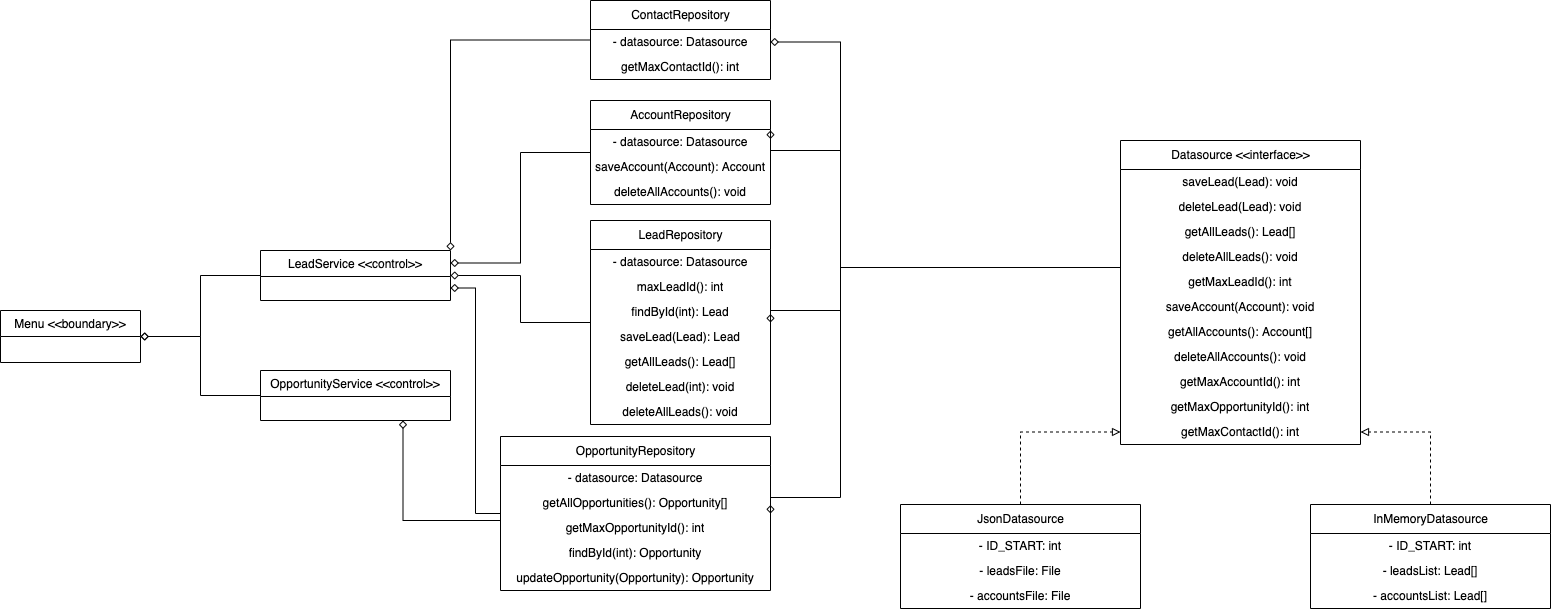 ContactRepository
- datasource: Datasource
getMaxContactId(): int
AccountRepository
- datasource: Datasource
saveAccount(Account): Account
deleteAllAccounts(): void
LeadRepository
- datasource: Datasource
maxLeadId(): int
findById(int): Lead
saveLead(Lead): Lead
getAllLeads(): Lead[]
deleteLead(int): void
deleteAllLeads(): void
OpportunityRepository
- datasource: Datasource
getAllOpportunities(): Opportunity[]
getMaxOpportunityId(): int
findById(int): Opportunity
updateOpportunity(Opportunity): Opportunity
LeadService <<control>>
Menu <<boundary>>
OpportunityService <<control>>
Datasource <<interface>>
saveLead(Lead): void
deleteLead(Lead): void
getAllLeads(): Lead[]
deleteAllLeads(): void
getMaxLeadId(): int
saveAccount(Account): void
getAllAccounts(): Account[]
deleteAllAccounts(): void
getMaxAccountId(): int
getMaxOpportunityId(): int
getMaxContactId(): int
JsonDatasource
- ID_START: int
- leadsFile: File
- accountsFile: File
InMemoryDatasource
- ID_START: int
- leadsList: Lead[]
- accountsList: Lead[]